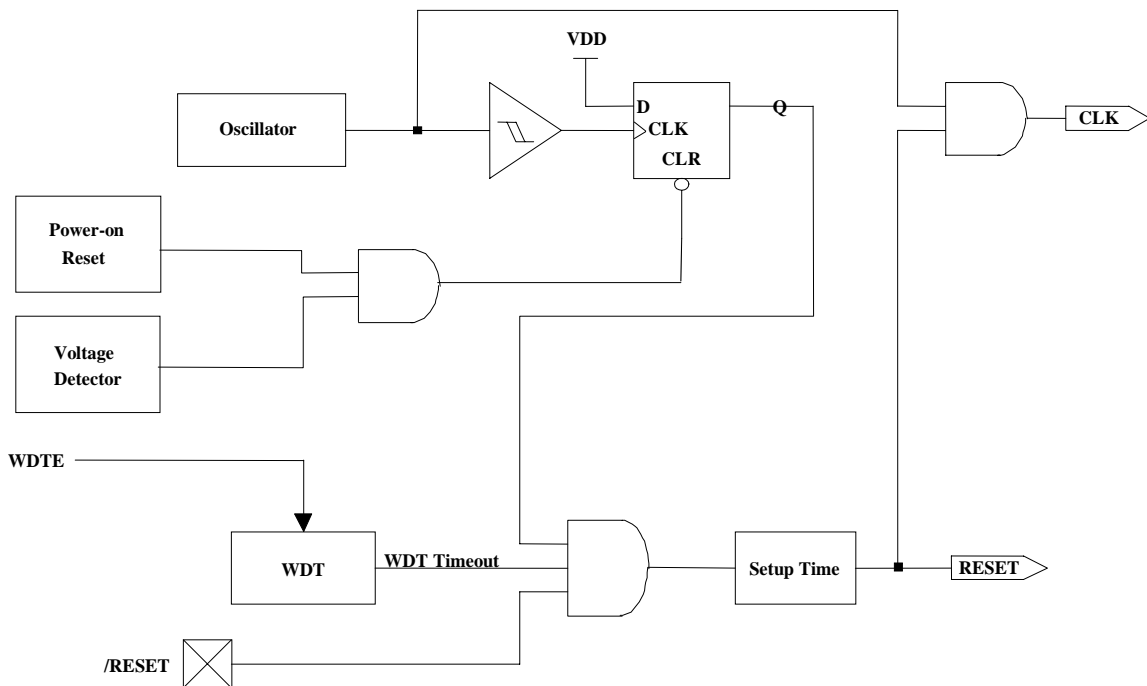 VDD
Oscillator
D
Q
CLK
CLR
CLK
Power-on
Reset
Voltage
Detector
WDTE
WDT
WDT Timeout
Setup Time
RESET
/RESET